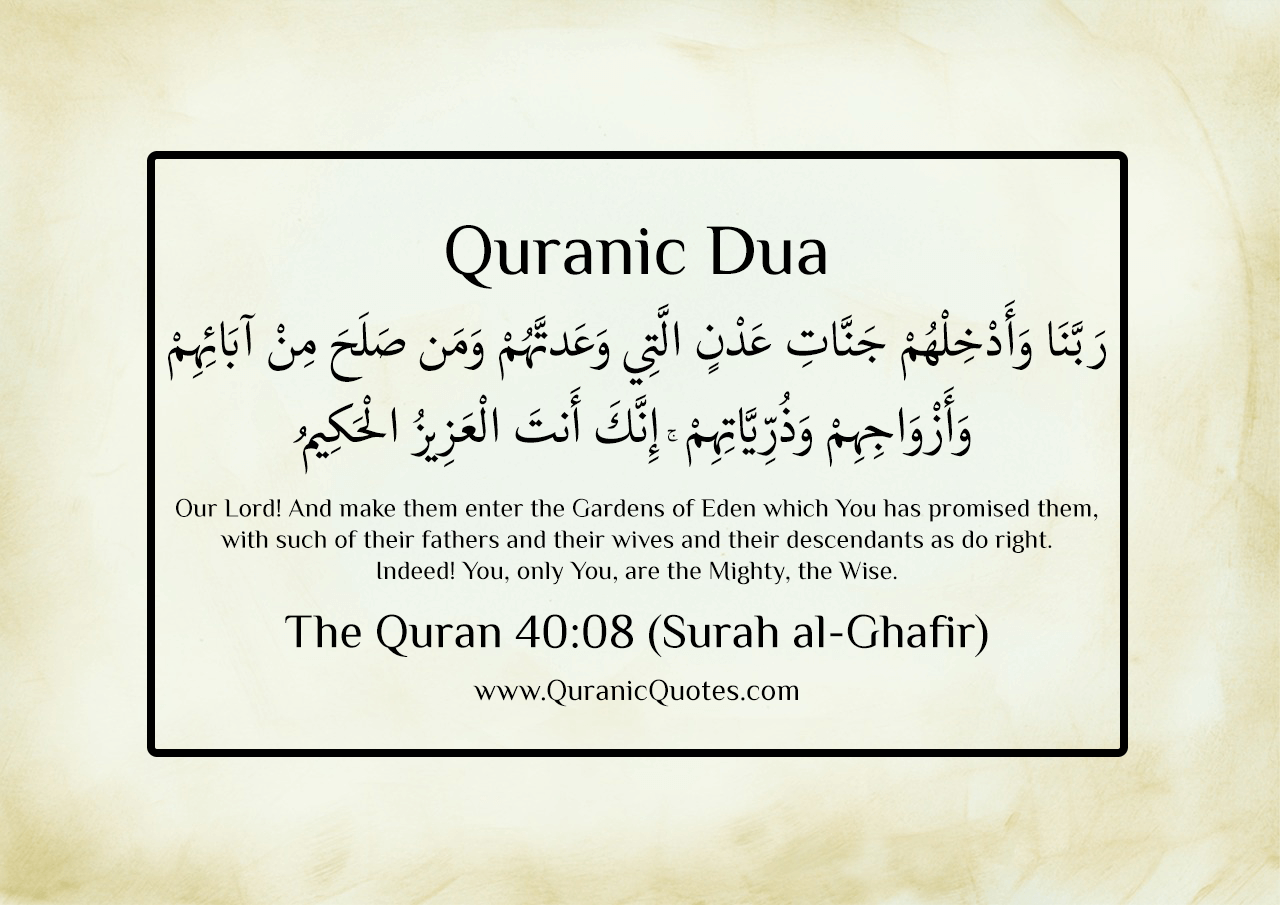 Quranic Dua
رَبَّنَا وَأَدْخِلْهُمْ جَنَّاتِ عَدْنٍ الَّتِي وَعَدتَّهُمْ وَمَن صَلَحَ مِنْ آبَائِهِمْ
وَأَزْوَاجِهِمْ وَذُرِّيَّاتِهِمْ ۚ إِنَّكَ أَنتَ الْعَزِيزُ الْحَكِيمُ
Our Lord! And make them enter the Gardens of Eden which You has promised them,
with such of their fathers and their wives and their descendants as do right.
Indeed! You, only You, are the Mighty, the Wise.
The Quran 40:08 (Surah al-Ghafir)
www.QuranicQuotes.com